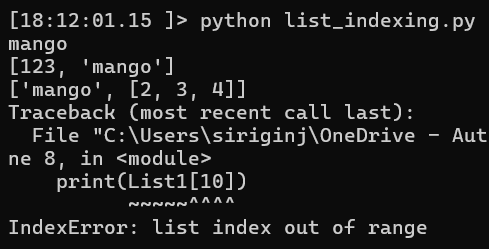 [18:12:01.15 ]> python list_indexing.py
mango
[123, 'mango']
['mango', [2, 3, 4]]
Traceback (most recent call last):
  File "C:\Users\siriginj\OneDrive - Aut
ne 8, in <module>
    print(List1[10])
          ~~~~~^^^^
IndexError: list index out of range